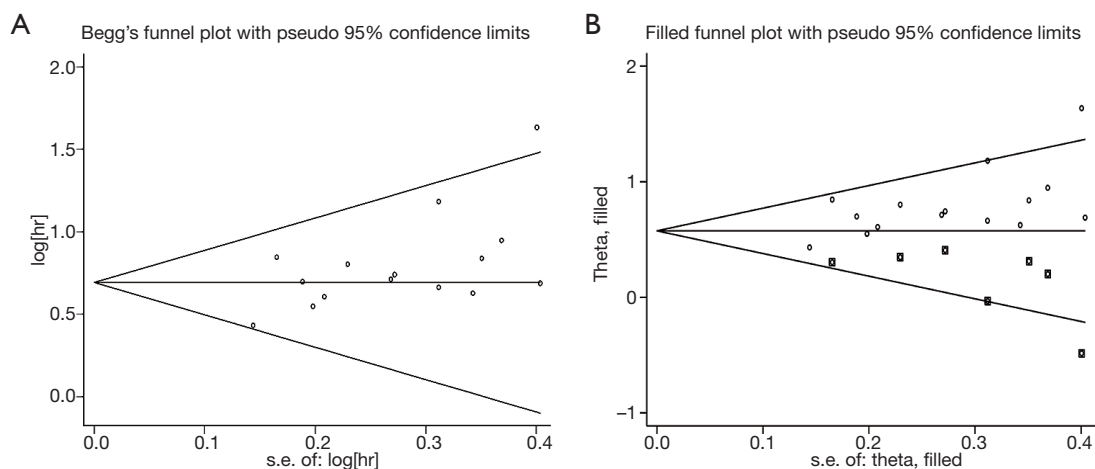 A
Begg's funnel plot with pseudo 95% confidence limits
2.0
1.5
1.0
0.5
0.0
log[hr]
0.0 0.1 0.2 0.3 0.4
s.e. of: log[hr]
B
Filled funnel plot with pseudo 95% confidence limits
2
1
0
−1
Theta, filled
0.0 0.1 0.2 0.3 0.4
s.e. of: theta, filled